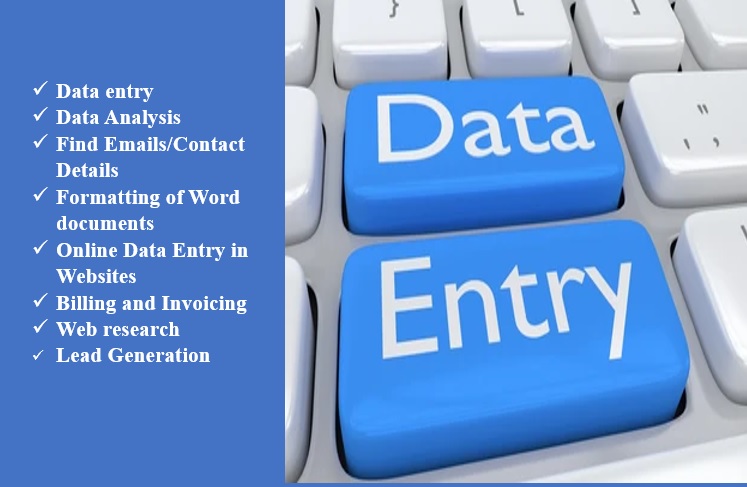 ✓ Data entry
✓ Data Analysis
✓ Find Emails/Contact
Details
✓ Formatting of Word
documents
✓ Online Data Entry in
Websites
✓ Billing and Invoicing
✓ Web research
✓ Lead Generation
}
[
]
Data
"
'
Entry